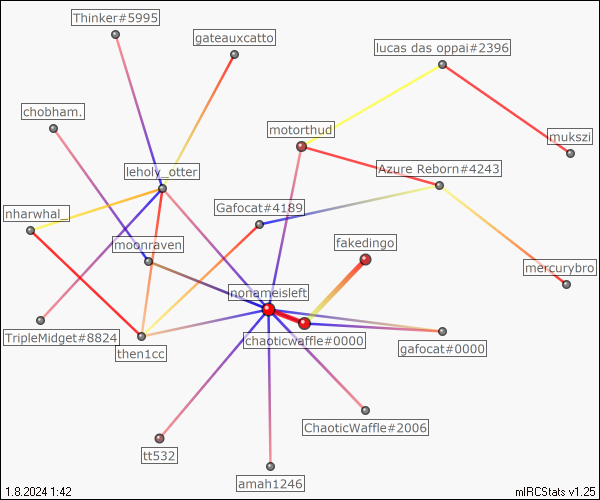 Thinker#5995
gateauxcatto
lucas das oppai#2396
chobham.
motorthud
mukszi
leholy_otter
Azure Reborn#4243
nharwhal_
Gafocat#4189
moonraven
fakedingo
mercurybro
nonameisleft
TripleMidget#8824
then1cc
chaoticwaffle#0000
gafocat#0000
ChaoticWaffle#2006
tt532
amah1246
1.8.2024 1:42
mIRCStats v1.25